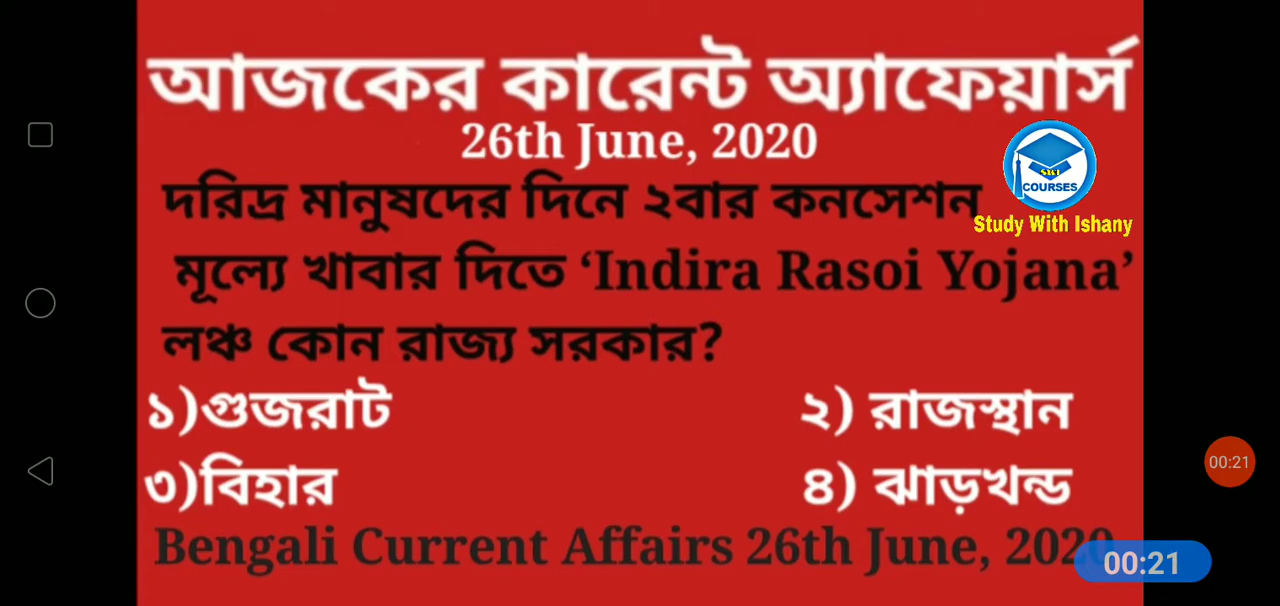 আজকের কারেন্ট অ্যাফেয়ার্স
26th June, 2020
SWI
COURSES
Study With Ishany
দরিদ্র মানুষদের দিনে ২বার কনসেশন
মূল্যে খাবার দিতে ‘Indira Rasoi Yojana’
লঞ্চ কোন রাজ্য সরকার?
১)গুজরাট ২) রাজস্থান
৩)বিহার ৪) ঝাড়খন্ড
00:21
Bengali Current Affairs 26th June, 2020
00:21